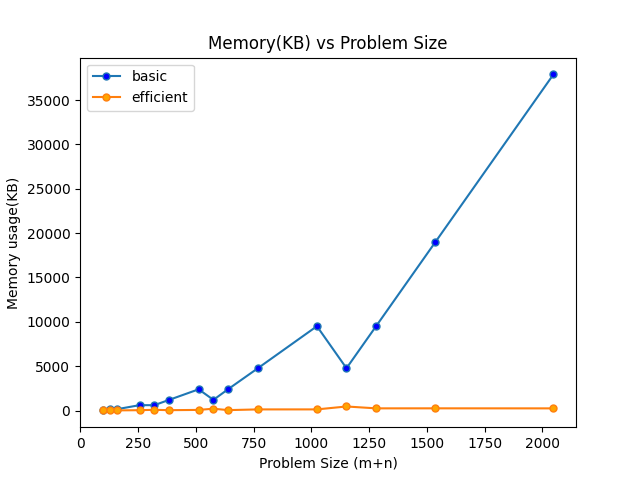 Memory(KB) vs Problem Size
basic
efficient
35000
30000
25000
20000
15000
10000
5000
0
Memory usage(KB)
0 250 500 750 1000 1250 1500 1750 2000
Problem Size (m+n)